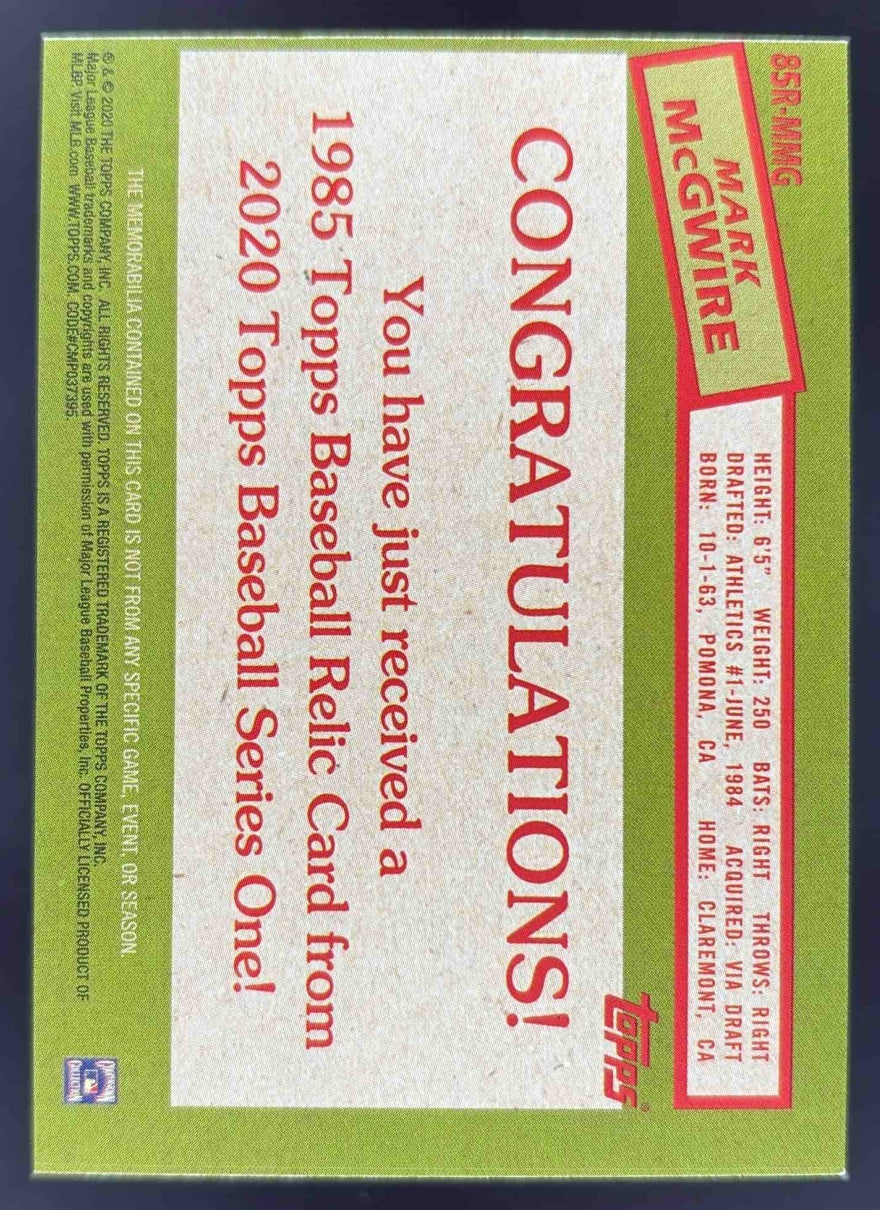 85R-MMG
MARK
McGWIRE
HEIGHT: 6'5" WEIGHT: 250 BATS: RIGHT THROWS: RIGHT
DRAFTED: ATHLETICS #1-JUNE, 1984 ACQUIRED: VIA DRAFT
BORN: 10-1-63, POMONA, CA HOME: CLAREMONT, CA
topps®
CONGRATULATIONS!
You have just received a
1985 Topps Baseball Relic Card from
2020 Topps Baseball Series One!
THE MEMORABILIA CONTAINED ON THIS CARD IS NOT FROM ANY SPECIFIC GAME, EVENT, OR SEASON.
® & © 2020 THE TOPPS COMPANY, INC. ALL RIGHTS RESERVED. TOPPS IS A REGISTERED TRADEMARK OF THE TOPPS COMPANY, INC.
Major League Baseball trademarks and copyrights are used with permission of Major League Baseball Properties, Inc. OFFICIALLY LICENSED PRODUCT OF
MLBP. Visit MLB.com WWW.TOPPS.COM. CODE#CMP037395.
COOPERSTOWN
COLLECTION